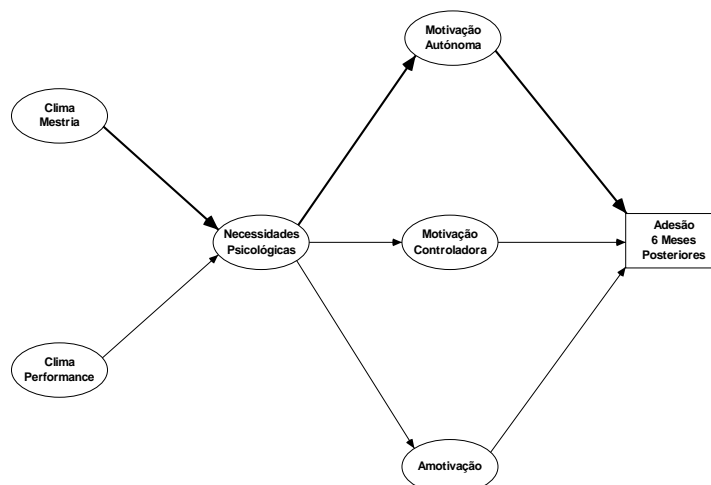 Motivação
Autónoma
Clima
Mestria
Necessidades
Psicológicas
Motivação
Controladora
Adesão
6 Meses
Posteriores
Clima
Performance
Amotivação